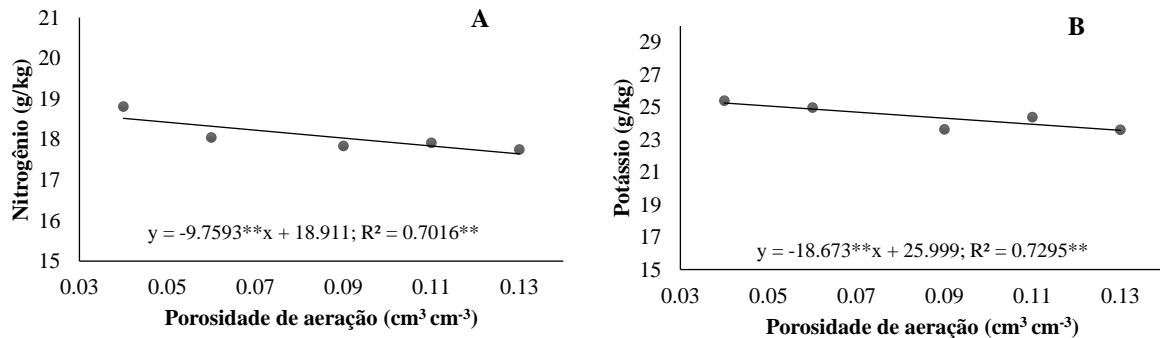 A
Nitrogênio (g/kg)
21
20
19
18
17
16
15
y = -9.7593**x + 18.911; R² = 0.7016**
0.03 0.05 0.07 0.09 0.11 0.13
Porosidade de aeração (cm³ cm⁻³)
B
Potássio (g/kg)
29
27
25
23
21
19
17
15
y = -18.673**x + 25.999; R² = 0.7295**
0.03 0.05 0.07 0.09 0.11 0.13
Porosidade de aeração (cm³ cm⁻³)